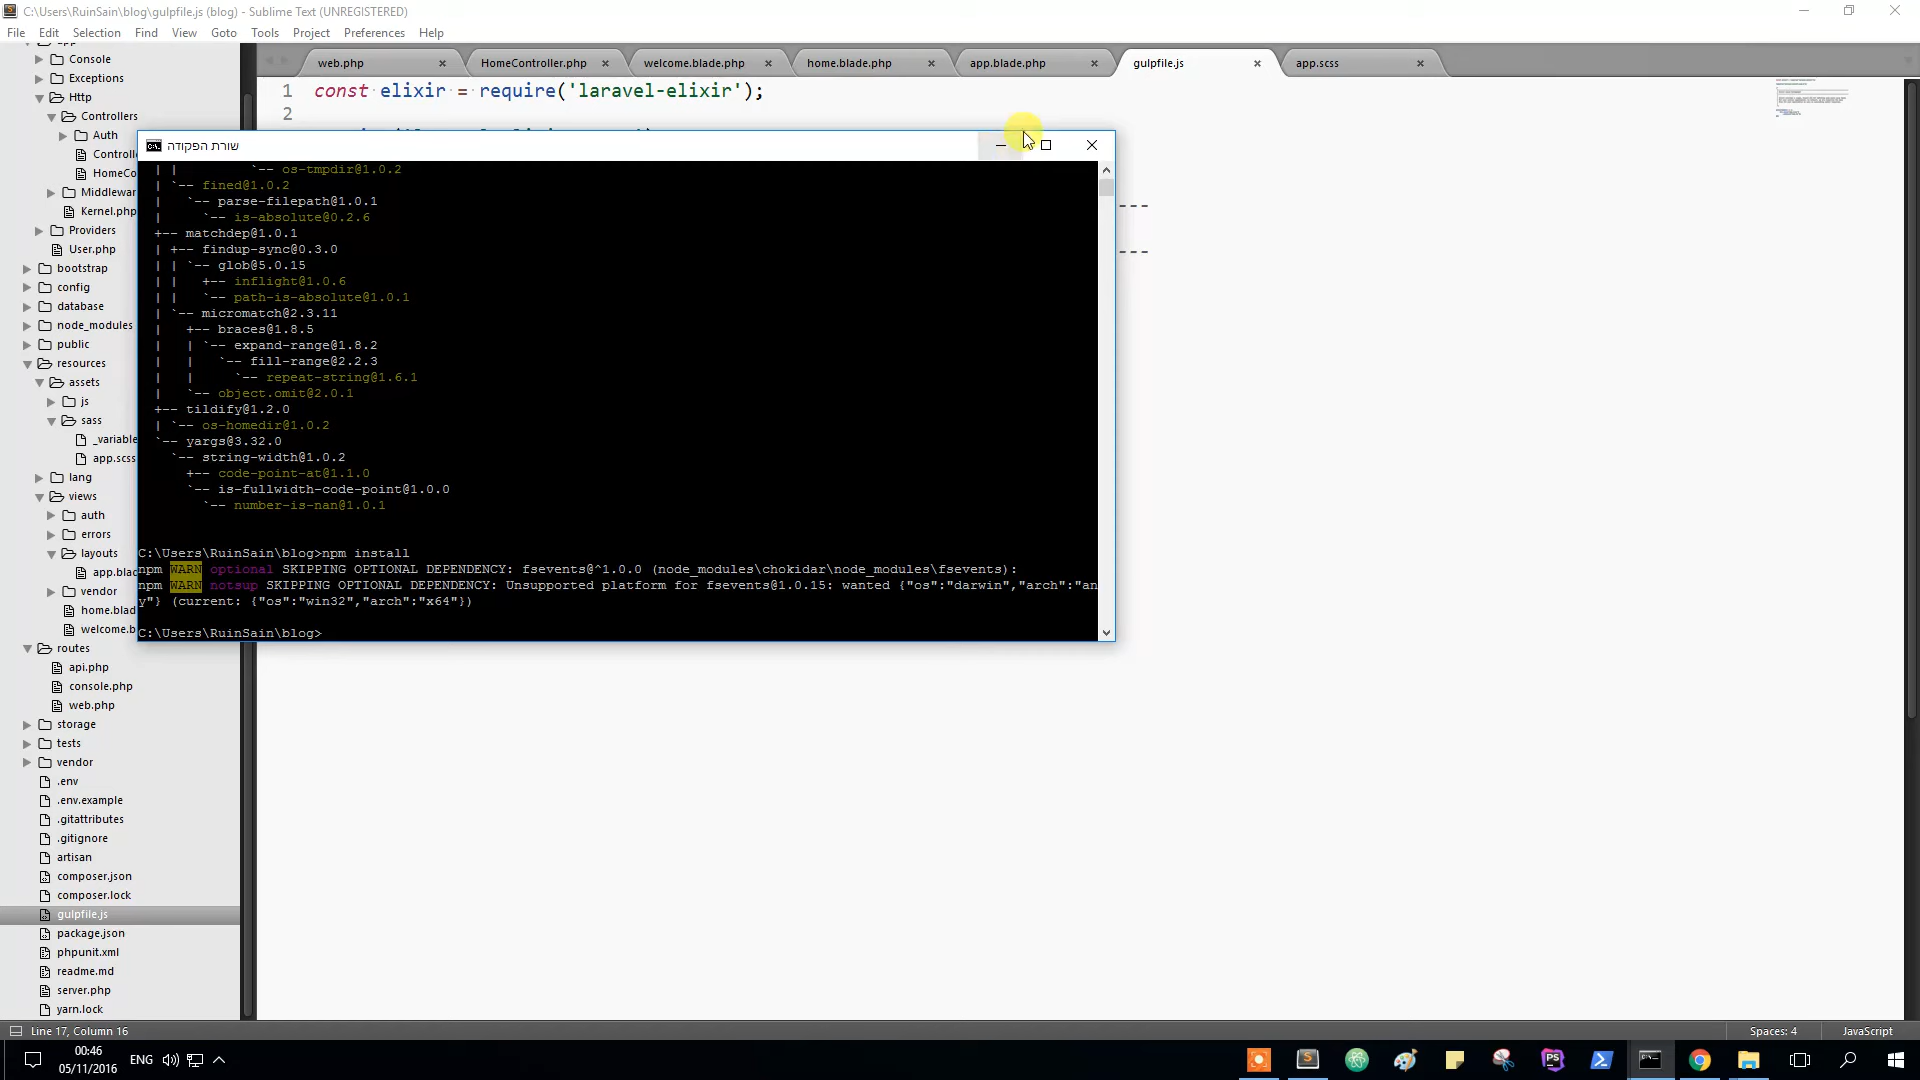 C:\Users\RuinSain\blog\gulpfile.js (blog) - Sublime Text (UNREGISTERED)
File Edit Selection Find View Goto Tools Project Preferences Help
web.php HomeController.php welcome.blade.php home.blade.php app.blade.php gulpfile.js app.scss
Console
Exceptions
Http
Controllers
Auth
Controlle
HomeCo
Middlewar
Kernel.php
Providers
User.php
bootstrap
config
database
node_modules
public
resources
assets
js
sass
_variable
app.scss
lang
views
auth
errors
layouts
app.blad
vendor
home.blad
welcome.b
routes
api.php
console.php
web.php
storage
tests
vendor
.env
.env.example
.gitattributes
.gitignore
artisan
composer.json
composer.lock
gulpfile.js
package.json
phpunit.xml
readme.md
server.php
yarn.lock
1 const elixir = require('laravel-elixir');
2
שורת הפקודה
| | `-- os-tmpdir@1.0.2
| `-- fined@1.0.2
| `-- parse-filepath@1.0.1
| `-- is-absolute@0.2.6
+-- matchdep@1.0.1
| +-- findup-sync@0.3.0
| | `-- glob@5.0.15
| | +-- inflight@1.0.6
| | `-- path-is-absolute@1.0.1
| `-- micromatch@2.3.11
| +-- braces@1.8.5
| | `-- expand-range@1.8.2
| | `-- fill-range@2.2.3
| | `-- repeat-string@1.6.1
| `-- object.omit@2.0.1
+-- tildify@1.2.0
| `-- os-homedir@1.0.2
`-- yargs@3.32.0
`-- string-width@1.0.2
+-- code-point-at@1.1.0
`-- is-fullwidth-code-point@1.0.0
`-- number-is-nan@1.0.1
C:\Users\RuinSain\blog>npm install
npm WARN optional SKIPPING OPTIONAL DEPENDENCY: fsevents@^1.0.0 (node_modules\chokidar\node_modules\fsevents):
npm WARN notsup SKIPPING OPTIONAL DEPENDENCY: Unsupported platform for fsevents@1.0.15: wanted {"os":"darwin","arch":"an
y"} (current: {"os":"win32","arch":"x64"})
C:\Users\RuinSain\blog>
Line 17, Column 16 Spaces: 4 JavaScript
00:46
05/11/2016
ENG